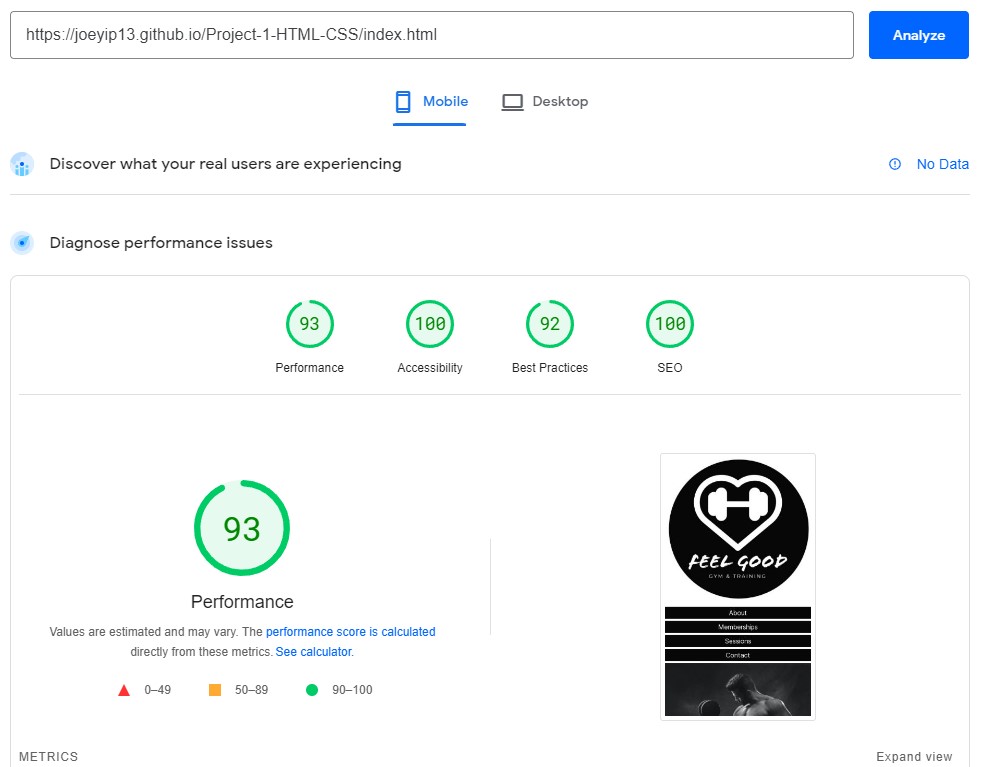 https://joeyip13.github.io/Project-1-HTML-CSS/index.html
Analyze
Mobile
Desktop
Discover what your real users are experiencing
No Data
Diagnose performance issues
93
100
92
100
Performance
Accessibility
Best Practices
SEO
93
Performance
Values are estimated and may vary. The performance score is calculated
directly from these metrics. See calculator.
0–49
50–89
90–100
FEEL GOOD
GYM & TRAINING
About
Memberships
Sessions
Contact
METRICS
Expand view